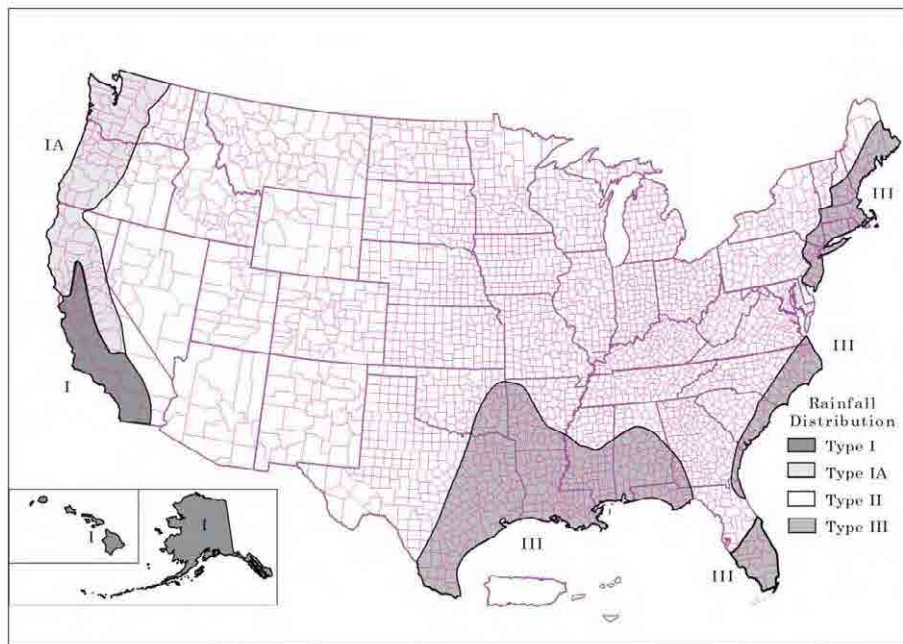 IA
III
III
I
Rainfall
Distribution
Type I
Type IA
Type II
Type III
I
I
III
III